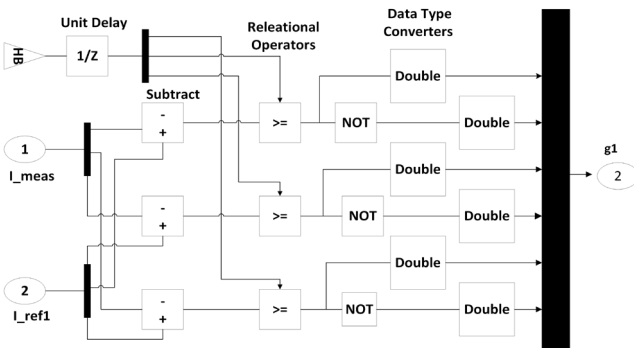 Unit Delay
Releational
Operators
Data Type
Converters
HB
1/Z
Double
Subtract
-
+
>=
NOT
Double
1
I_meas
Double
g1
2
-
+
>=
NOT
Double
Double
2
I_ref1
-
+
>=
NOT
Double